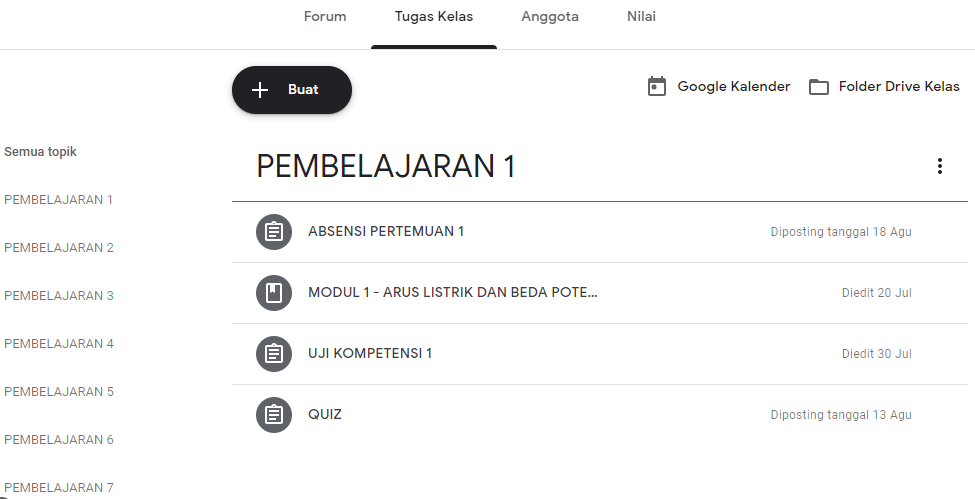 Forum Tugas Kelas Anggota Nilai
Buat
Google Kalender Folder Drive Kelas
Semua topik
PEMBELAJARAN 1
PEMBELAJARAN 2
PEMBELAJARAN 3
PEMBELAJARAN 4
PEMBELAJARAN 5
PEMBELAJARAN 6
PEMBELAJARAN 7
PEMBELAJARAN 1
ABSENSI PERTEMUAN 1 Diposting tanggal 18 Agu
MODUL 1 - ARUS LISTRIK DAN BEDA POTE... Diedit 20 Jul
UJI KOMPETENSI 1 Diedit 30 Jul
QUIZ Diposting tanggal 13 Agu